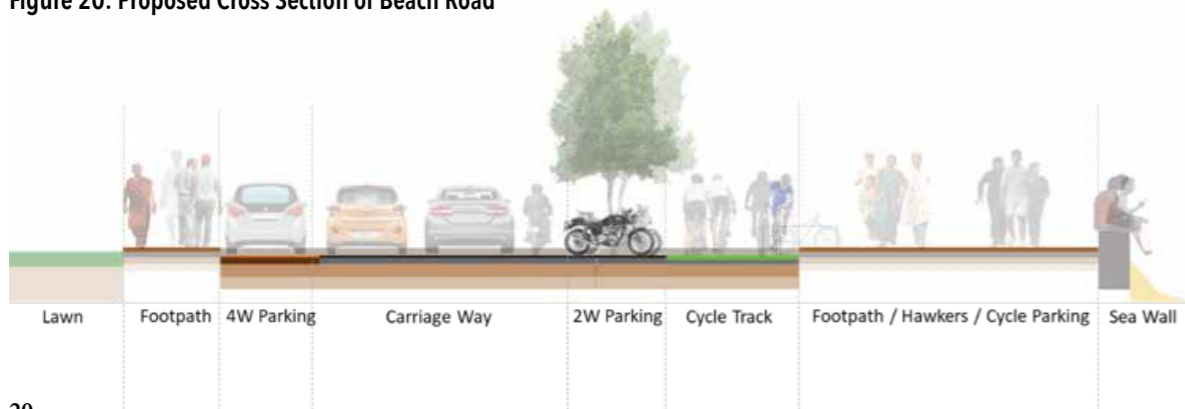 Figure 20: Proposed Cross Section of Beach Road
Lawn Footpath 4W Parking Carriage Way 2W Parking Cycle Track Footpath / Hawkers / Cycle Parking Sea Wall